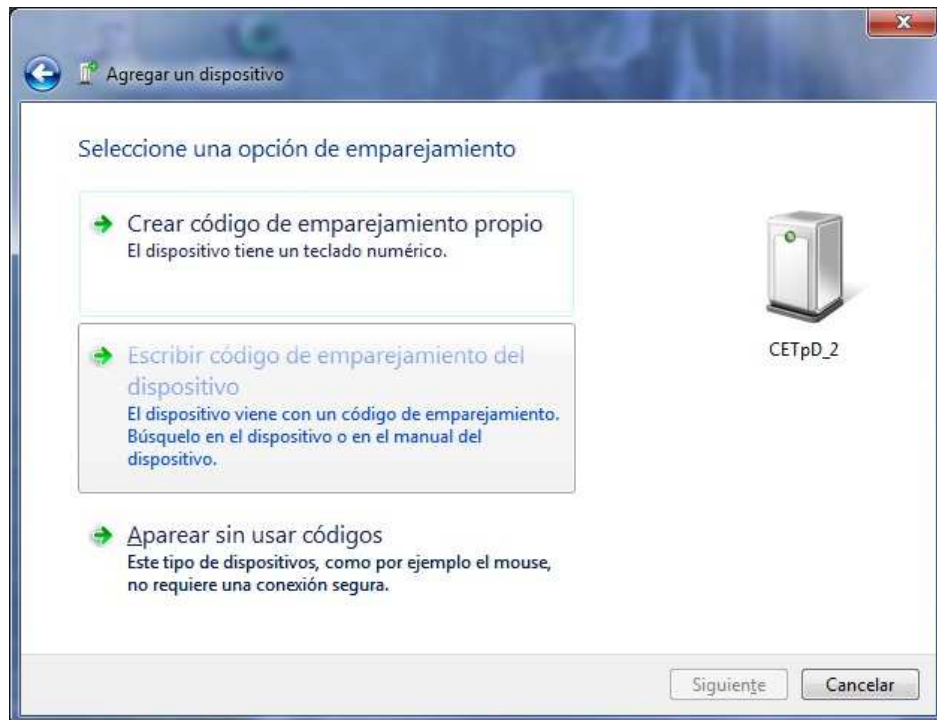 Agregar un dispositivo
Seleccione una opción de emparejamiento
Crear código de emparejamiento propio
El dispositivo tiene un teclado numérico.
Escribir código de emparejamiento del
dispositivo
El dispositivo viene con un código de emparejamiento.
Búsquelo en el dispositivo o en el manual del
dispositivo.
CETpD_2
Aparear sin usar códigos
Este tipo de dispositivos, como por ejemplo el mouse,
no requiere una conexión segura.
Siguiente
Cancelar